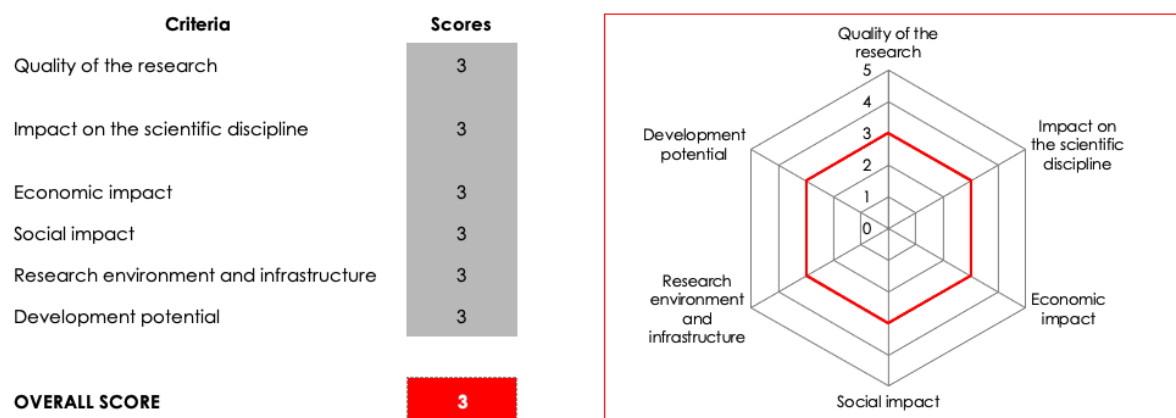 Criteria Scores
Quality of the research 3
Impact on the scientific discipline 3
Economic impact 3
Social impact 3
Research environment and infrastructure 3
Development potential 3
OVERALL SCORE 3
Quality of the
research
5
4
3
2
1
0
Impact on
the scientific
discipline
Economic
impact
Social impact
Research
environment
and
infrastructure
Development
potential